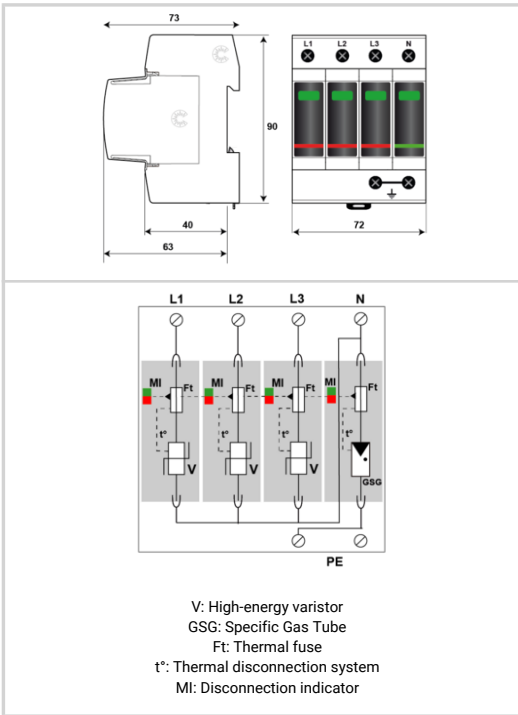 73
L1 L2 L3 N
90
40
63
72
L1 L2 L3 N
MI Ft MI Ft MI Ft MI Ft
t° t° t° t°
V V V
GSG
PE
V: High-energy varistor
GSG: Specific Gas Tube
Ft: Thermal fuse
t°: Thermal disconnection system
MI: Disconnection indicator